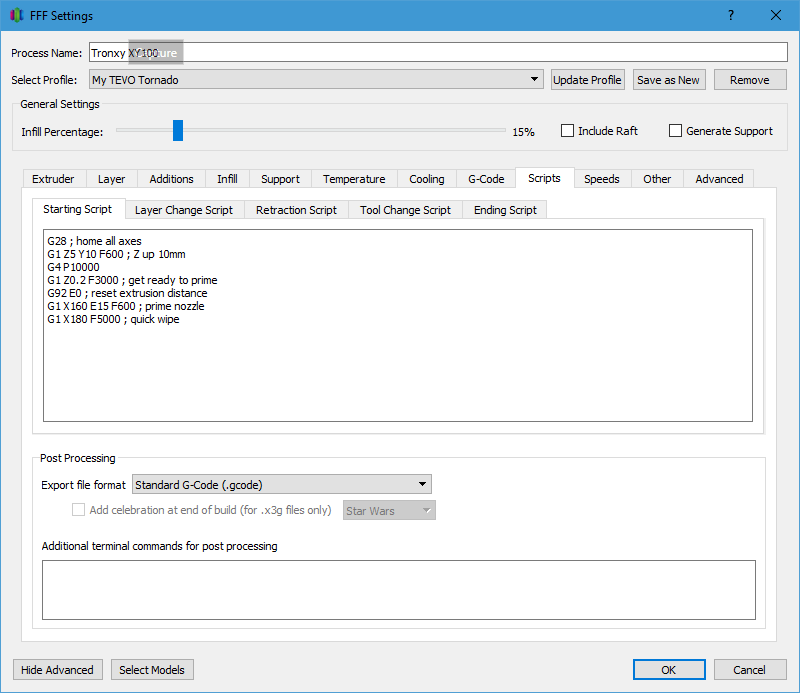 FFF Settings
?
Process Name: Tronxy XY100
Select Profile: My TEVO Tornado Update Profile Save as New Remove
General Settings
Infill Percentage: 15% Include Raft Generate Support
Extruder Layer Additions Infill Support Temperature Cooling G-Code Scripts Speeds Other Advanced
Starting Script Layer Change Script Retraction Script Tool Change Script Ending Script
G28 ; home all axes
G1 Z5 Y10 F600 ; Z up 10mm
G4 P10000
G1 Z0.2 F3000 ; get ready to prime
G92 E0 ; reset extrusion distance
G1 X160 E15 F600 ; prime nozzle
G1 X180 F5000 ; quick wipe
Post Processing
Export file format Standard G-Code (.gcode)
Add celebration at end of build (for .x3g files only) Star Wars
Additional terminal commands for post processing
Hide Advanced Select Models OK Cancel